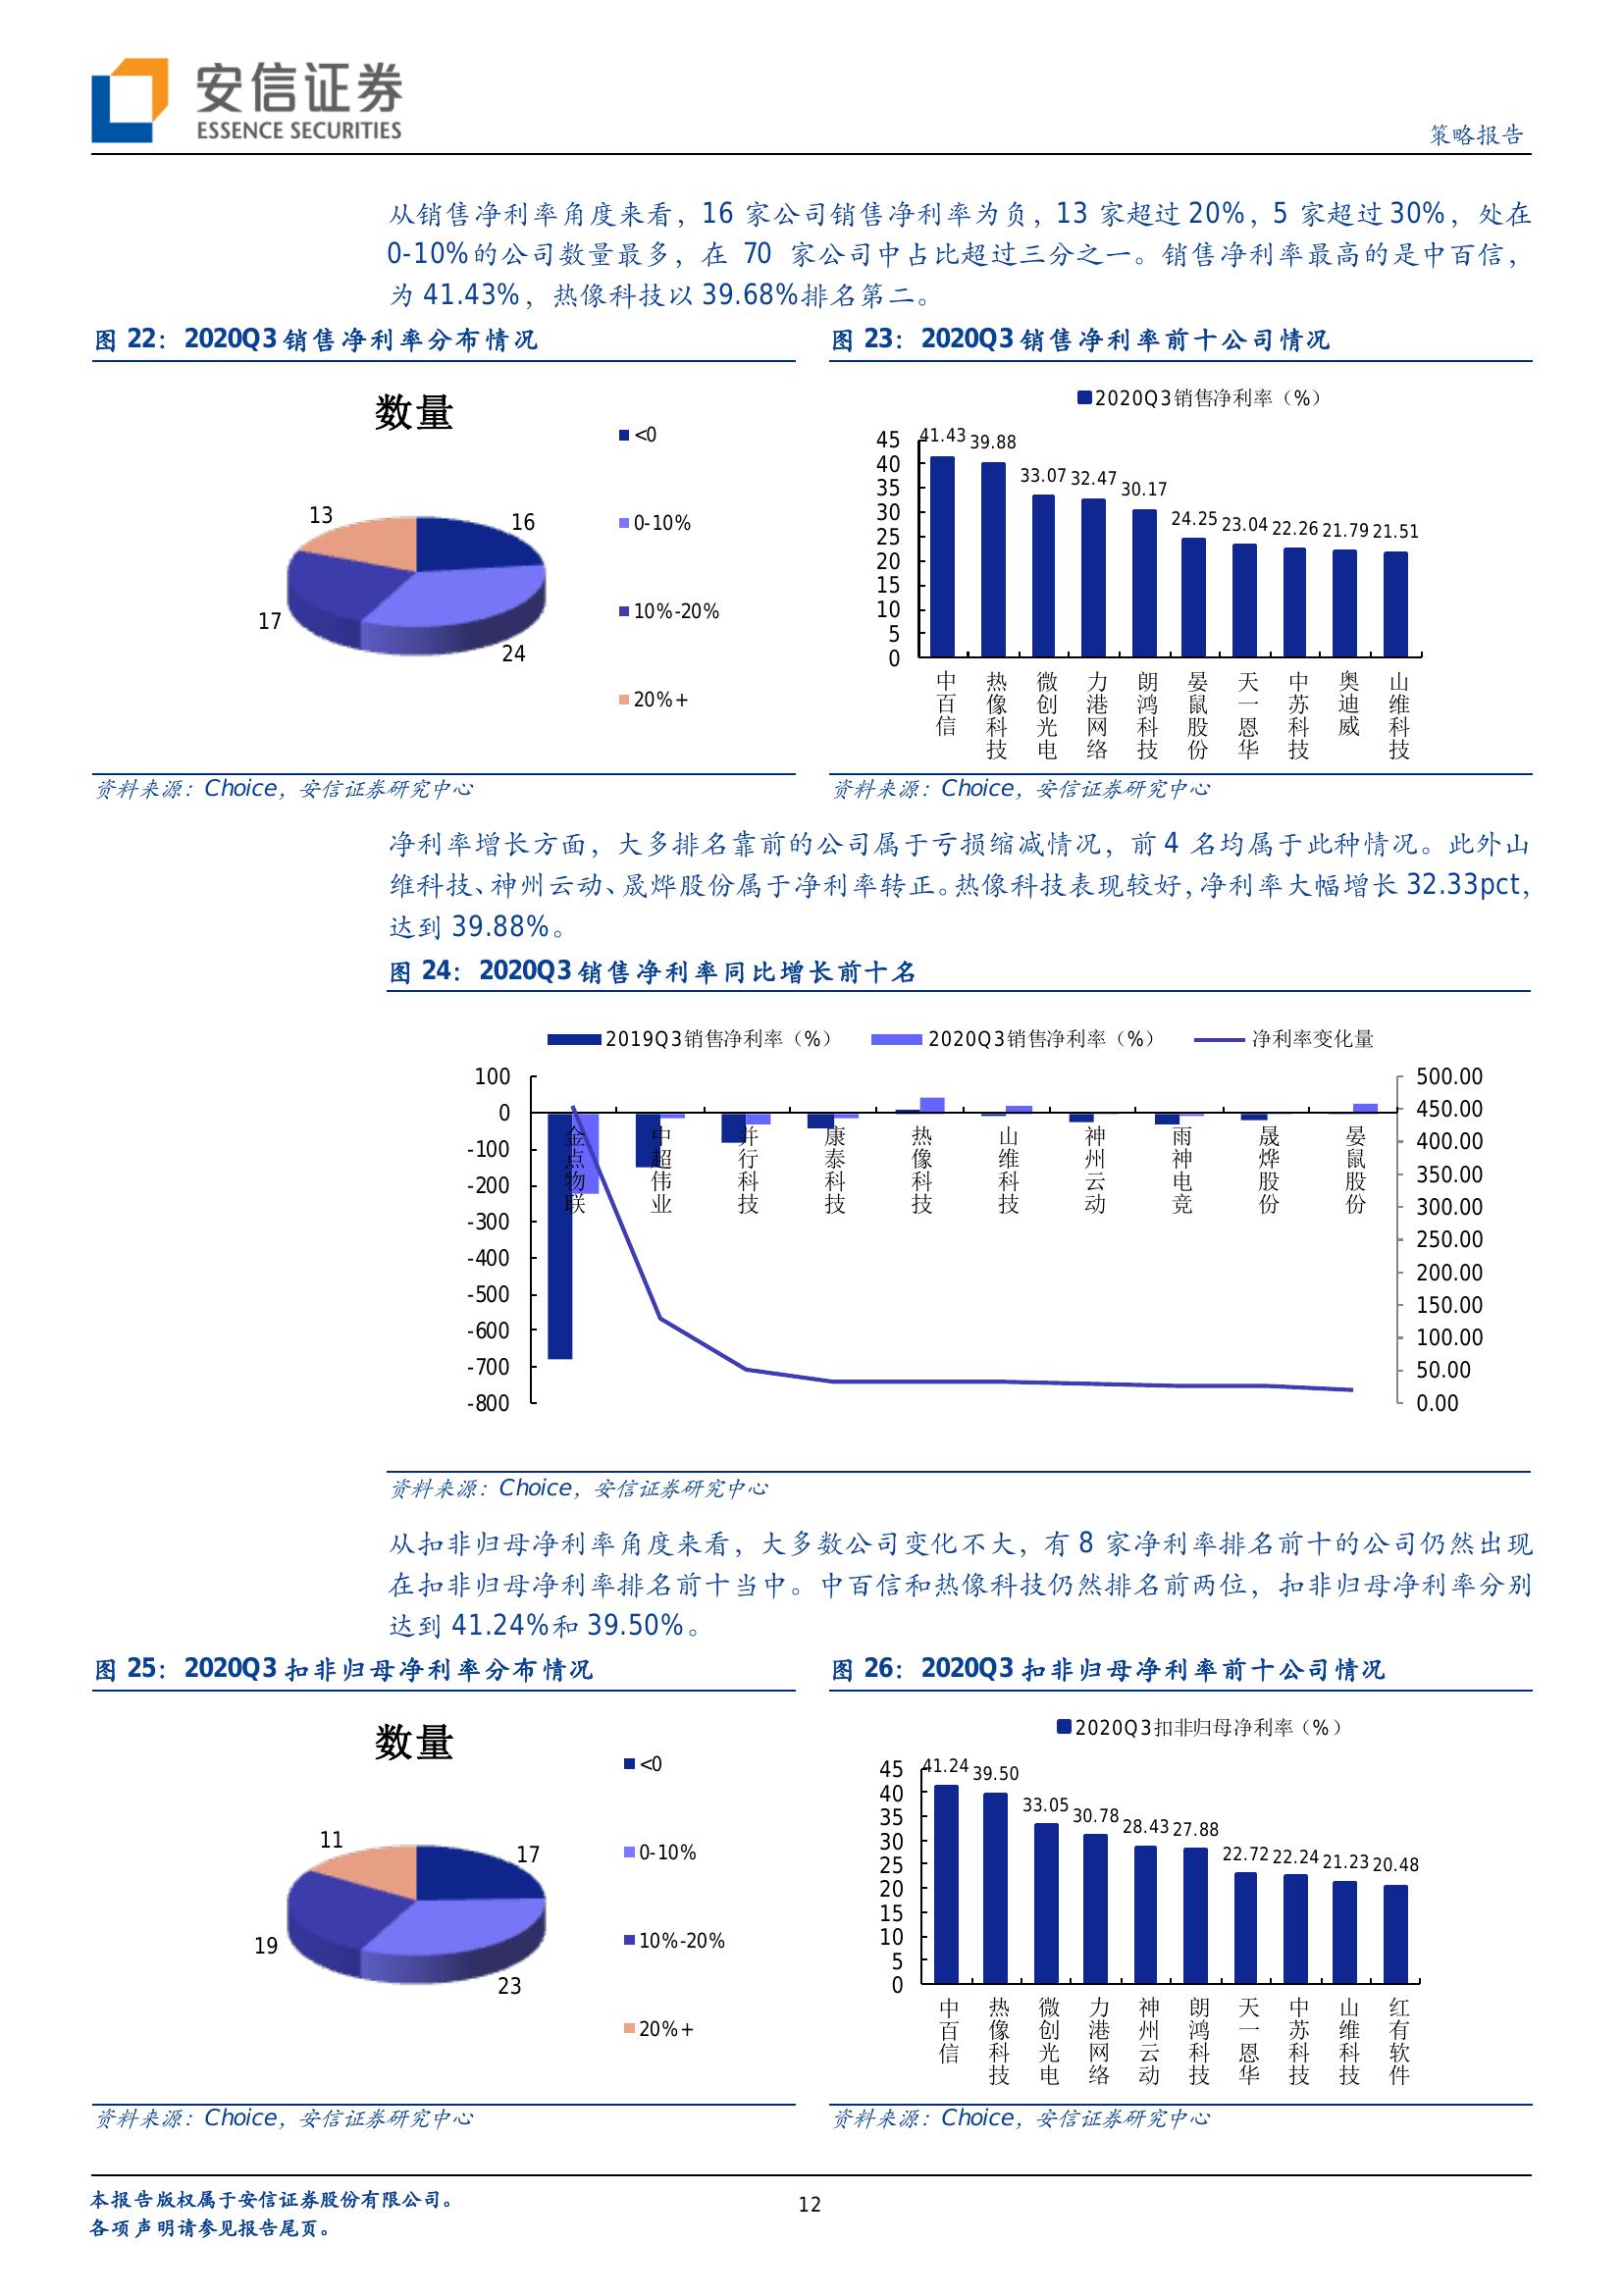 安信证券
ESSENCE SECURITIES
策略报告
从销售净利率角度来看，16 家公司销售净利率为负，13 家超过 20%，5 家超过 30%，处在
0-10%的公司数量最多，在 70 家公司中占比超过三分之一。销售净利率最高的是中百信，
为 41.43%，热像科技以 39.68%排名第二。
图 22：2020Q3 销售净利率分布情况
数量
<0
0-10%
10%-20%
20%+
13
16
17
24
资料来源：Choice，安信证券研究中心
图 23：2020Q3 销售净利率前十公司情况
2020Q3销售净利率（%）
45
40
35
30
25
20
15
10
5
0
41.43 39.88 33.07 32.47 30.17 24.25 23.04 22.26 21.79 21.51
中百信 热像科技 微创光电 力港网络 朗鸿科技 晏鼠股份 天一恩华 中苏科技 奥迪威 山维科技
资料来源：Choice，安信证券研究中心
净利率增长方面，大多排名靠前的公司属于亏损缩减情况，前 4 名均属于此种情况。此外山
维科技、神州云动、晟烨股份属于净利率转正。热像科技表现较好，净利率大幅增长 32.33pct，
达到 39.88%。
图 24：2020Q3 销售净利率同比增长前十名
2019Q3销售净利率（%） 2020Q3销售净利率（%） 净利率变化量
100
0
-100
-200
-300
-400
-500
-600
-700
-800
500.00
450.00
400.00
350.00
300.00
250.00
200.00
150.00
100.00
50.00
0.00
金点物联 中超伟业 并行科技 康泰科技 热像科技 山维科技 神州云动 雨神电竞 晟烨股份 晏鼠股份
资料来源：Choice，安信证券研究中心
从扣非归母净利率角度来看，大多数公司变化不大，有 8 家净利率排名前十的公司仍然出现
在扣非归母净利率排名前十当中。中百信和热像科技仍然排名前两位，扣非归母净利率分别
达到 41.24%和 39.50%。
图 25：2020Q3 扣非归母净利率分布情况
数量
<0
0-10%
10%-20%
20%+
11
17
19
23
资料来源：Choice，安信证券研究中心
图 26：2020Q3 扣非归母净利率前十公司情况
2020Q3扣非归母净利率（%）
45
40
35
30
25
20
15
10
5
0
41.24 39.50 33.05 30.78 28.43 27.88 22.72 22.24 21.23 20.48
中百信 热像科技 微创光电 力港网络 神州云动 朗鸿科技 天一恩华 中苏科技 山维科技 红有软件
资料来源：Choice，安信证券研究中心
本报告版权属于安信证券股份有限公司。
各项声明请参见报告尾页。
12